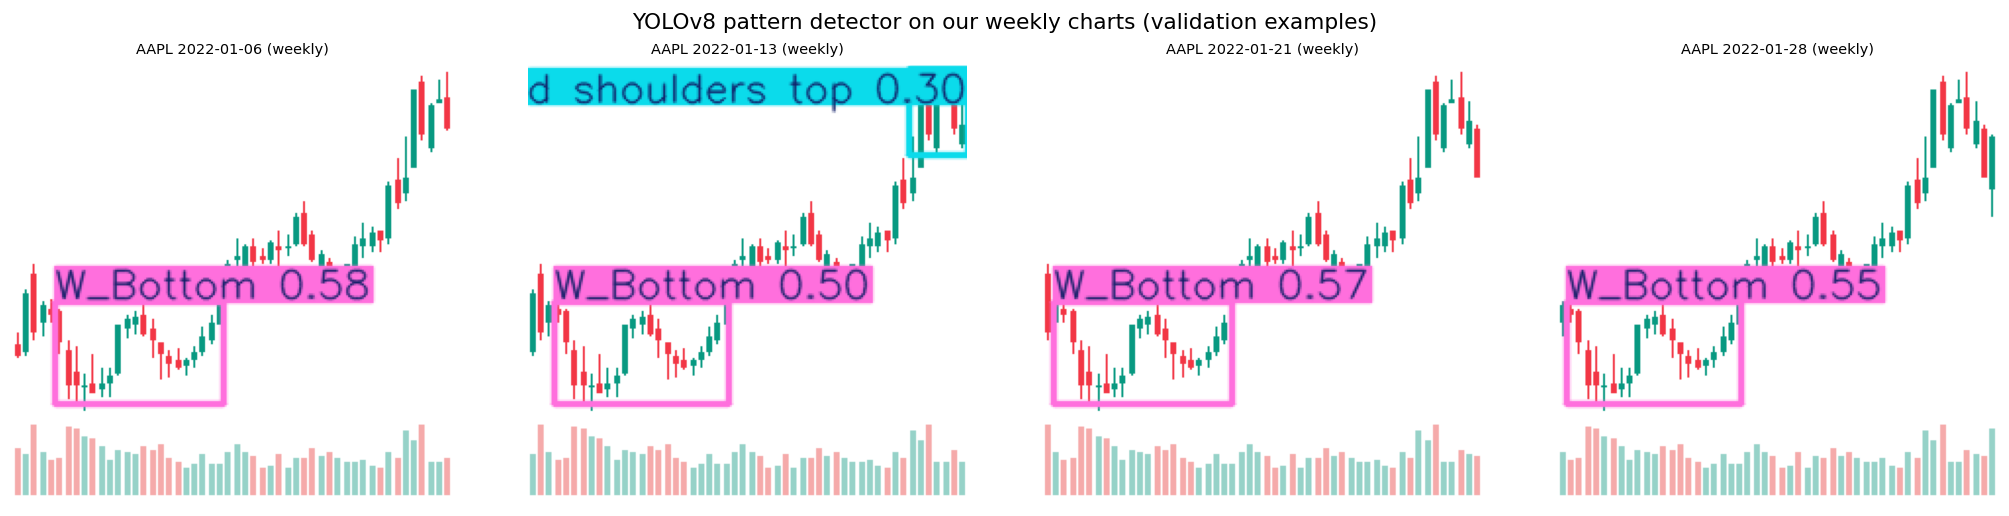 YOLOv8 pattern detector on our weekly charts (validation examples)
AAPL 2022-01-06 (weekly)
AAPL 2022-01-13 (weekly)
AAPL 2022-01-21 (weekly)
AAPL 2022-01-28 (weekly)
d shoulders top 0.30
W_Bottom 0.58
W_Bottom 0.50
W_Bottom 0.57
W_Bottom 0.55